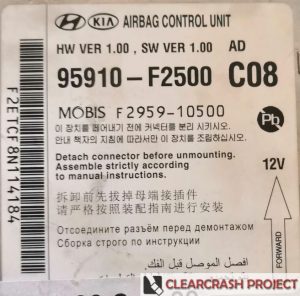 HYUNDAI KIA AIRBAG CONTROL UNIT
HW VER 1.00 , SW VER 1.00 AD
95910-F2500 C08
MOBIS F2959-10500
이 장치를 떼어내기 전에 커넥터를 분리 시키시오.
안내 책자의 지침에 따라 이 장치를 조립하십시오.
Pb
Detach connector before unmounting.
Assemble strictly according
to manual instructions.
12V
拆卸前先拔掉母端接插件
请严格按照装配指南进行安装
Отсоедините разъём перед демонтажом
Сборка строго по инструкции
افصل الموصل قبل الفك
FORWARD
F2ETCF8N114184
CLEARCRASH PROJECT